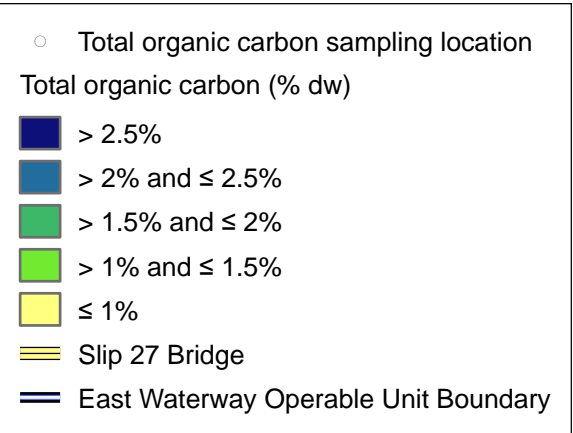 Total organic carbon sampling location
Total organic carbon (% dw)
> 2.5%
> 2% and ≤ 2.5%
> 1.5% and ≤ 2%
> 1% and ≤ 1.5%
≤ 1%
Slip 27 Bridge
East Waterway Operable Unit Boundary